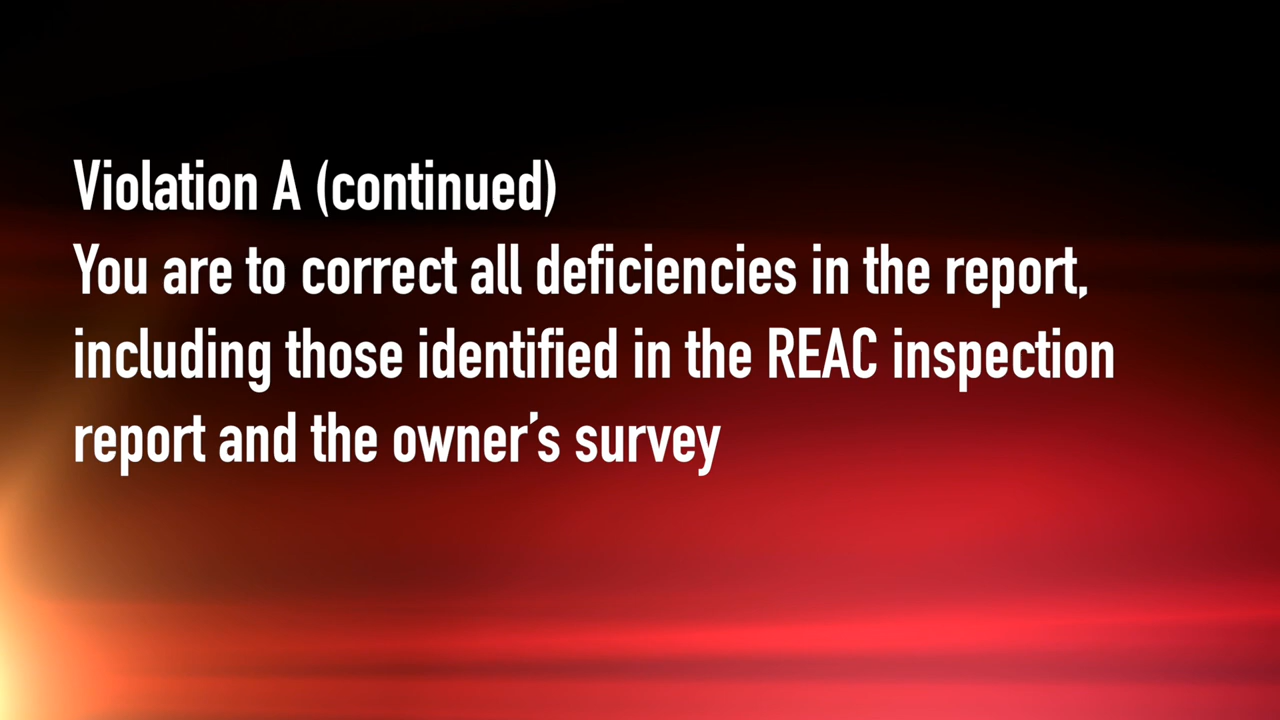 Violation A (continued)
You are to correct all deficiencies in the report,
including those identified in the REAC inspection
report and the owner’s survey